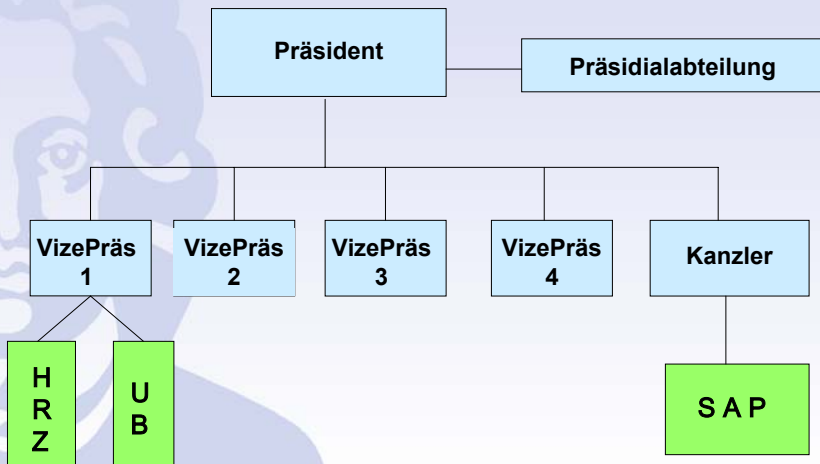 Präsident
Präsidialabteilung
VizePräs
1
VizePräs
2
VizePräs
3
VizePräs
4
Kanzler
H
R
Z
U
B
S A P